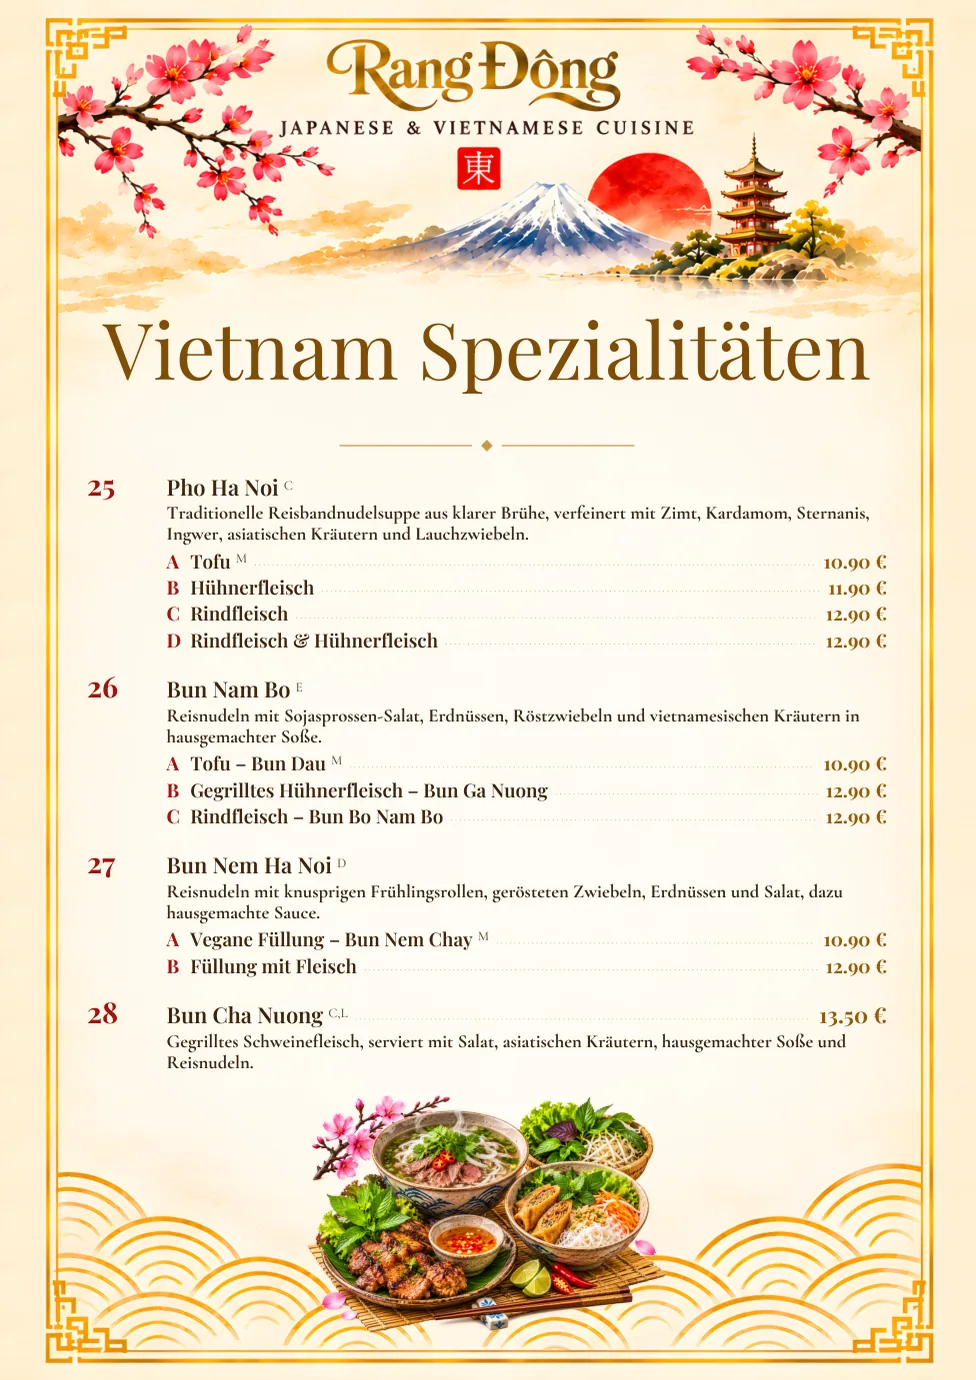 Rang Đông
JAPANESE & VIETNAMESE CUISINE
東
Vietnam Spezialitäten
25 Pho Ha Noi C
Traditionelle Reisbandnudelsuppe aus klarer Brühe, verfeinert mit Zimt, Kardamom, Sternanis,
Ingwer, asiatischen Kräutern und Lauchzwiebeln.
A Tofu M 10.90 €
B Hühnerfleisch 11.90 €
C Rindfleisch 12.90 €
D Rindfleisch & Hühnerfleisch 12.90 €
26 Bun Nam Bo E
Reisnudeln mit Sojasprossen-Salat, Erdnüssen, Röstzwiebeln und vietnamesischen Kräutern in
hausgemachter Soße.
A Tofu – Bun Dau M 10.90 €
B Gegrilltes Hühnerfleisch – Bun Ga Nuong 12.90 €
C Rindfleisch – Bun Bo Nam Bo 12.90 €
27 Bun Nem Ha Noi D
Reisnudeln mit knusprigen Frühlingsrollen, gerösteten Zwiebeln, Erdnüssen und Salat, dazu
hausgemachte Sauce.
A Vegane Füllung – Bun Nem Chay M 10.90 €
B Füllung mit Fleisch 12.90 €
28 Bun Cha Nuong C,L 13.50 €
Gegrilltes Schweinefleisch, serviert mit Salat, asiatischen Kräutern, hausgemachter Soße und
Reisnudeln.